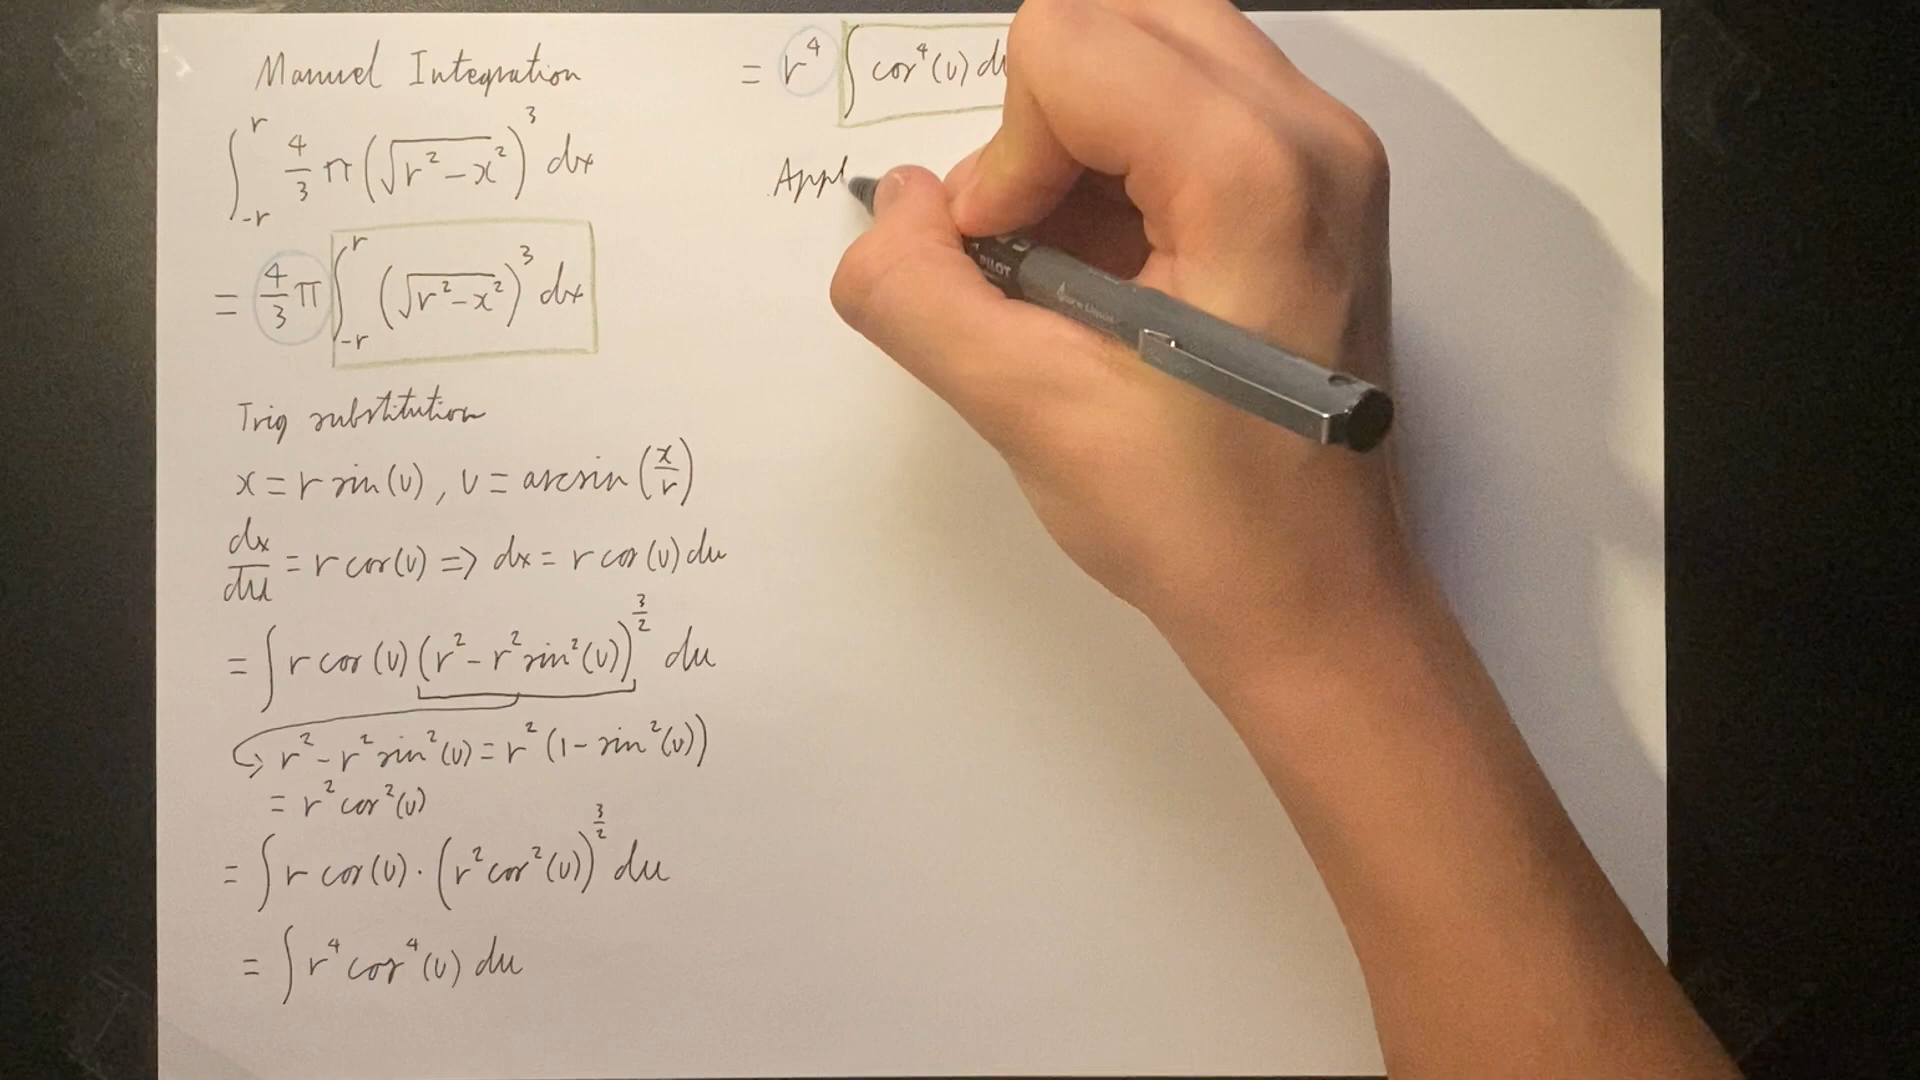 Manuel Integration
∫_{-r}^{r} 4/3 π (√(r²-x²))³ dx
= 4/3 π ∫_{-r}^{r} (√(r²-x²))³ dx
Trig substitution
x = r sin(u), u = arcsin(x/r)
dx/du = r cos(u) => dx = r cos(u) du
= ∫ r cos(u) (r² - r² sin²(u))^{3/2} du
↪ r² - r² sin²(u) = r² (1 - sin²(u))
= r² cos²(u)
= ∫ r cos(u) · (r² cos²(u))^{3/2} du
= ∫ r⁴ cos⁴(u) du
= r⁴ ∫ cos⁴(u) du
Appl
PILOT